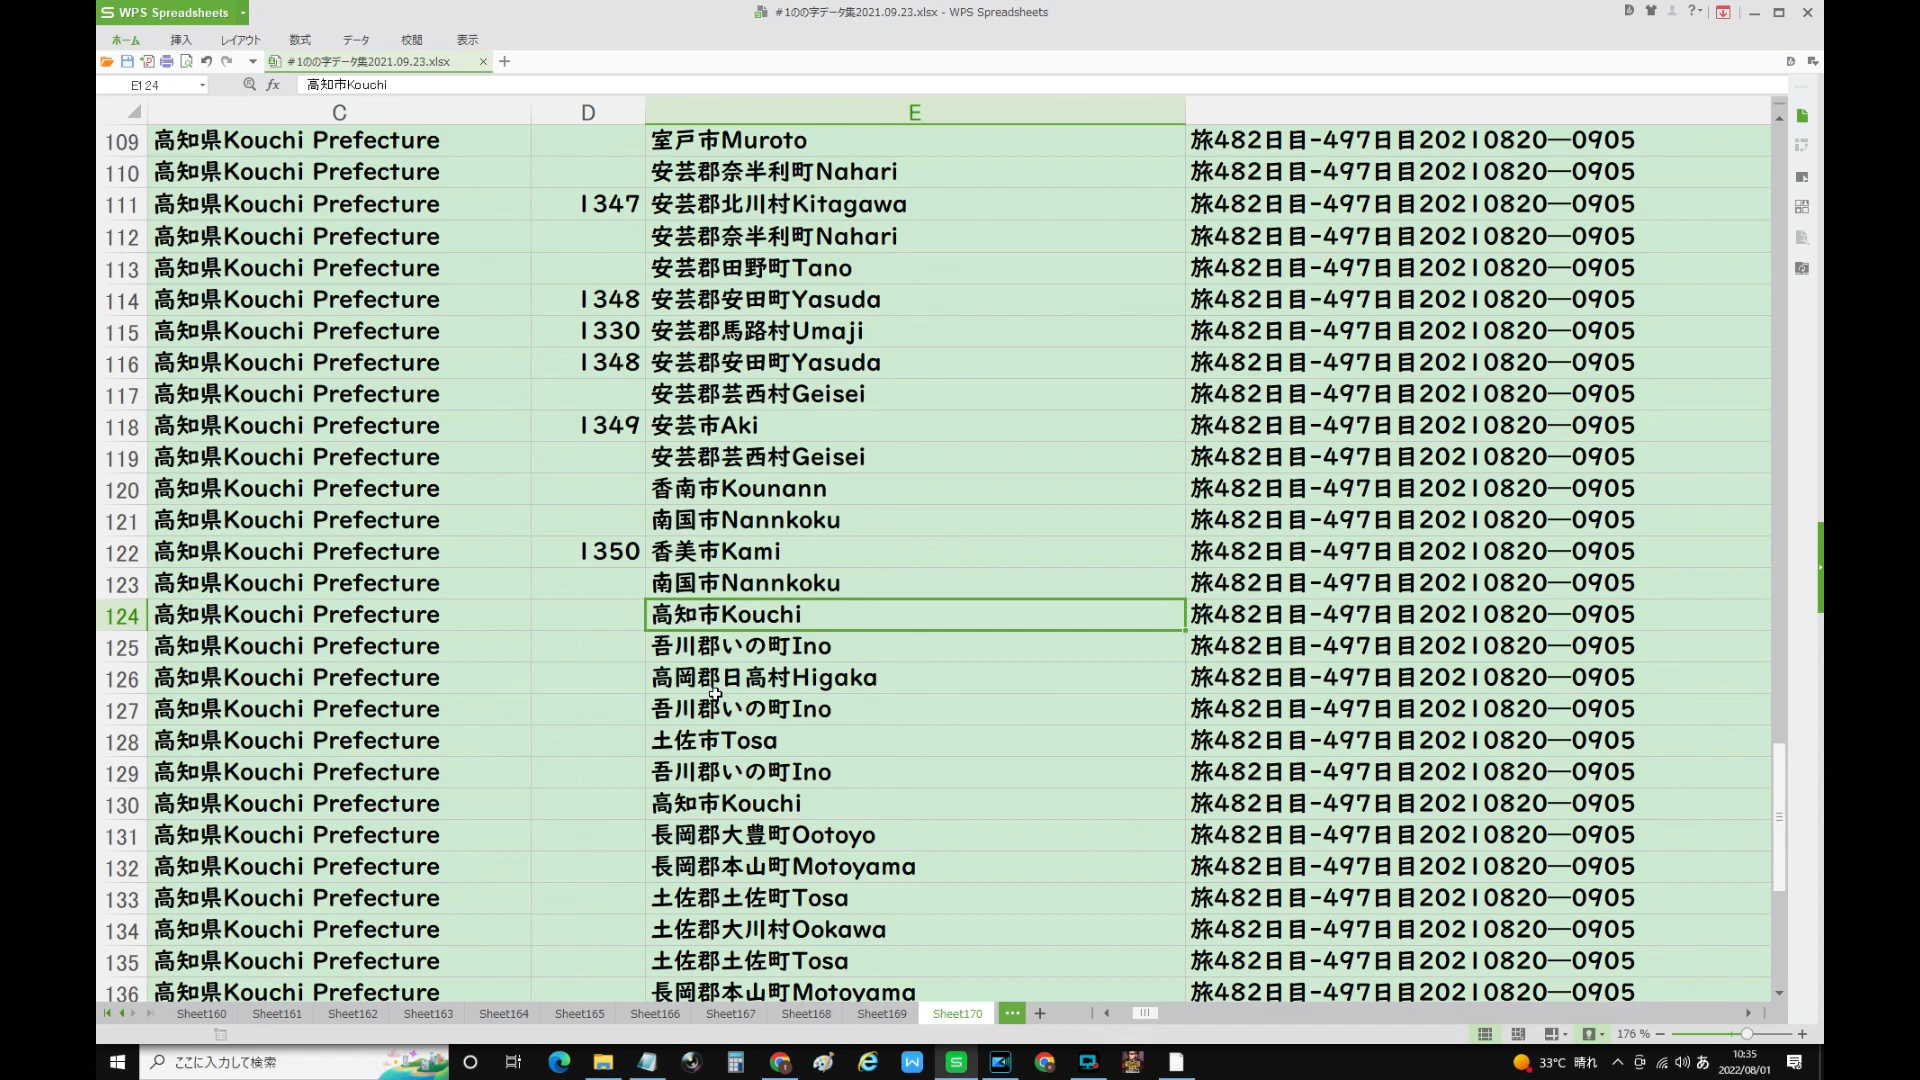 WPS Spreadsheets
#1のの字データ集2021.09.23.xlsx - WPS Spreadsheets
ホーム 挿入 レイアウト 数式 データ 校閲 表示
#1のの字データ集2021.09.23.xlsx
E124 fx 高知市Kouchi
C D E
109 高知県Kouchi Prefecture 室戸市Muroto 旅482日目-497日目20210820—0905
110 高知県Kouchi Prefecture 安芸郡奈半利町Nahari 旅482日目-497日目20210820—0905
111 高知県Kouchi Prefecture 1347 安芸郡北川村Kitagawa 旅482日目-497日目20210820—0905
112 高知県Kouchi Prefecture 安芸郡奈半利町Nahari 旅482日目-497日目20210820—0905
113 高知県Kouchi Prefecture 安芸郡田野町Tano 旅482日目-497日目20210820—0905
114 高知県Kouchi Prefecture 1348 安芸郡安田町Yasuda 旅482日目-497日目20210820—0905
115 高知県Kouchi Prefecture 1330 安芸郡馬路村Umaji 旅482日目-497日目20210820—0905
116 高知県Kouchi Prefecture 1348 安芸郡安田町Yasuda 旅482日目-497日目20210820—0905
117 高知県Kouchi Prefecture 安芸郡芸西村Geisei 旅482日目-497日目20210820—0905
118 高知県Kouchi Prefecture 1349 安芸市Aki 旅482日目-497日目20210820—0905
119 高知県Kouchi Prefecture 安芸郡芸西村Geisei 旅482日目-497日目20210820—0905
120 高知県Kouchi Prefecture 香南市Kounann 旅482日目-497日目20210820—0905
121 高知県Kouchi Prefecture 南国市Nannkoku 旅482日目-497日目20210820—0905
122 高知県Kouchi Prefecture 1350 香美市Kami 旅482日目-497日目20210820—0905
123 高知県Kouchi Prefecture 南国市Nannkoku 旅482日目-497日目20210820—0905
124 高知県Kouchi Prefecture 高知市Kouchi 旅482日目-497日目20210820—0905
125 高知県Kouchi Prefecture 吾川郡いの町Ino 旅482日目-497日目20210820—0905
126 高知県Kouchi Prefecture 高岡郡日高村Higaka 旅482日目-497日目20210820—0905
127 高知県Kouchi Prefecture 吾川郡いの町Ino 旅482日目-497日目20210820—0905
128 高知県Kouchi Prefecture 土佐市Tosa 旅482日目-497日目20210820—0905
129 高知県Kouchi Prefecture 吾川郡いの町Ino 旅482日目-497日目20210820—0905
130 高知県Kouchi Prefecture 高知市Kouchi 旅482日目-497日目20210820—0905
131 高知県Kouchi Prefecture 長岡郡大豊町Ootoyo 旅482日目-497日目20210820—0905
132 高知県Kouchi Prefecture 長岡郡本山町Motoyama 旅482日目-497日目20210820—0905
133 高知県Kouchi Prefecture 土佐郡土佐町Tosa 旅482日目-497日目20210820—0905
134 高知県Kouchi Prefecture 土佐郡大川村Ookawa 旅482日目-497日目20210820—0905
135 高知県Kouchi Prefecture 土佐郡土佐町Tosa 旅482日目-497日目20210820—0905
136 高知県Kouchi Prefecture 長岡郡本山町Motoyama 旅482日目-497日目20210820—0905
Sheet160 Sheet161 Sheet162 Sheet163 Sheet164 Sheet165 Sheet166 Sheet167 Sheet168 Sheet169 Sheet170
176 %
ここに入力して検索 33°C 晴れ あ 10:35
2022/08/01